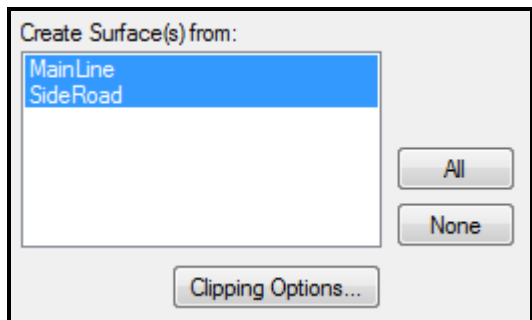 Create Surface(s) from:
MainLine
SideRoad
All
None
Clipping Options...